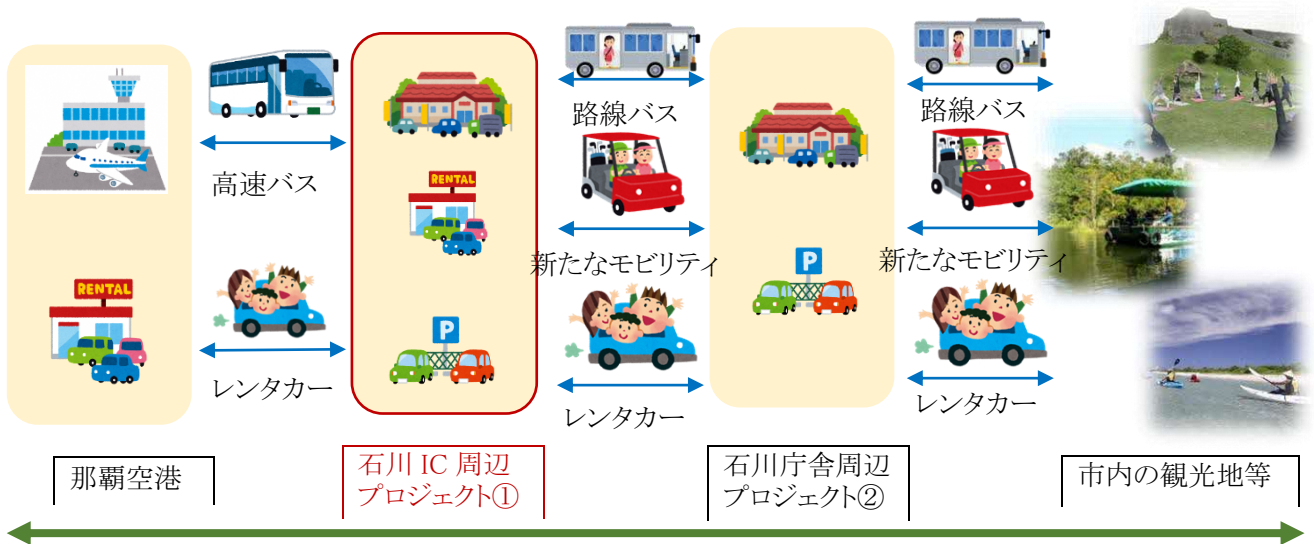 高速バス
レンタカー
RENTAL
RENTAL
P
路線バス
新たなモビリティ
レンタカー
P
路線バス
新たなモビリティ
レンタカー
那覇空港
石川 IC 周辺
プロジェクト①
石川庁舎周辺
プロジェクト②
市内の観光地等